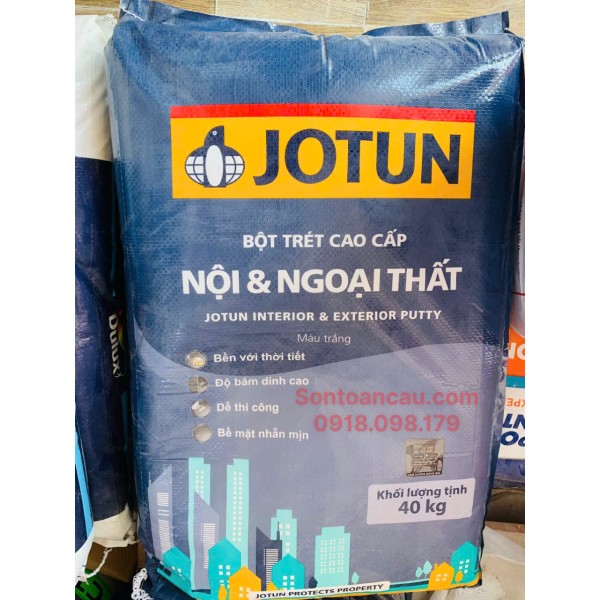 JOTUN
BỘT TRÉT CAO CẤP
NỘI & NGOẠI THẤT
JOTUN INTERIOR & EXTERIOR PUTTY
Màu trắng
Bền với thời tiết
Độ bám dính cao
Dễ thi công
Bề mặt nhẵn mịn
Sontoancau.com
0918.098.179
Khối lượng tịnh
40 kg
JOTUN PROTECTS PROPERTY
Dulux